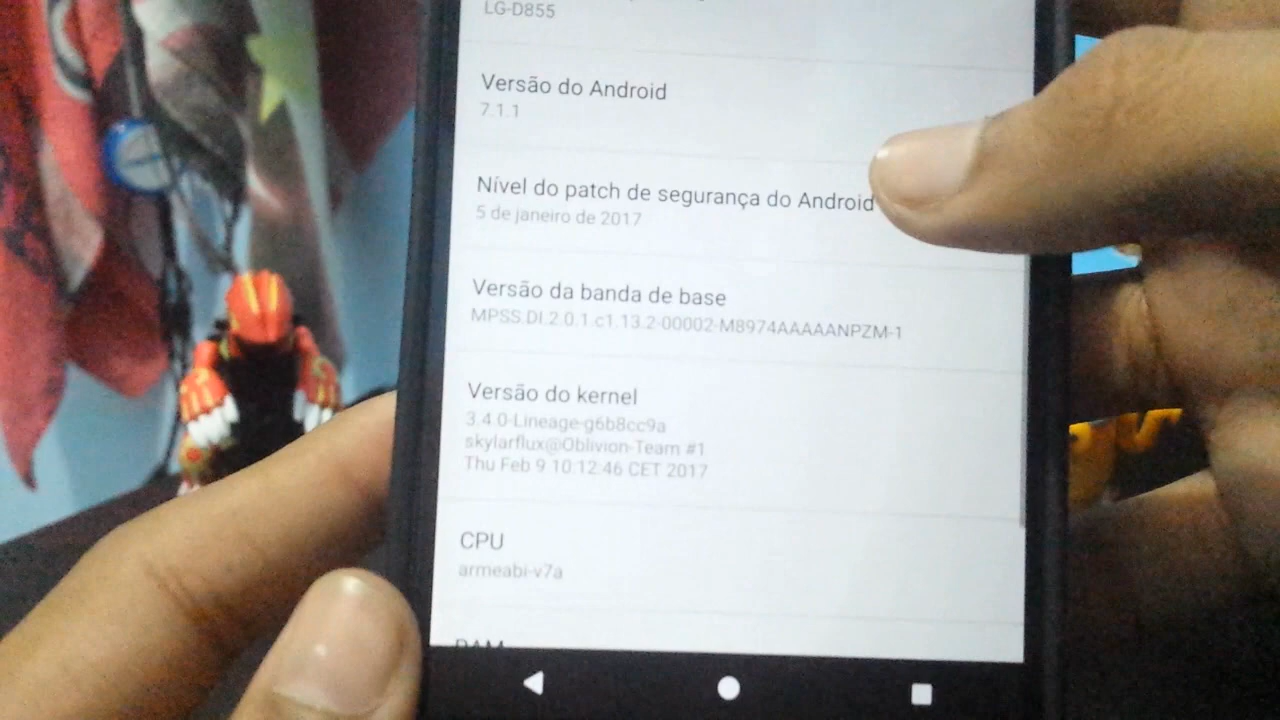 LG-D855
Versão do Android
7.1.1
Nível do patch de segurança do Android
5 de janeiro de 2017
Versão da banda de base
MPSS.DI.2.0.1.c1.13.2-00002-M8974AAAAANPZM-1
Versão do kernel
3.4.0-Lineage-g6b8cc9a
skylarflux@Oblivion-Team #1
Thu Feb 9 10:12:46 CET 2017
CPU
armeabi-v7a
RAM